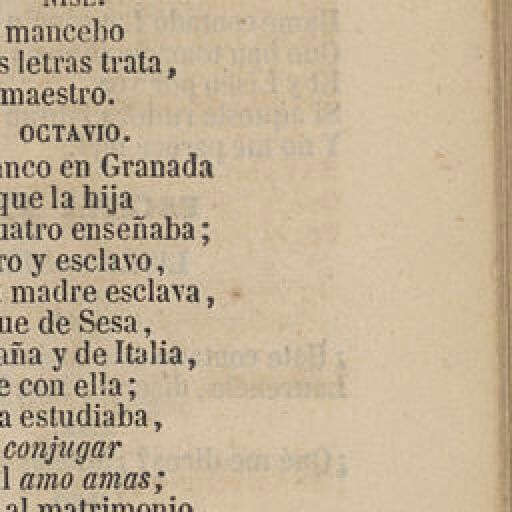 NISE.
mancebo
s letras trata,
maestro.
OCTAVIO.
anco en Granada
que la hija
uatro enseñaba;
ro y esclavo,
madre esclava,
ue de Sesa,
aña y de Italia,
e con ella;
a estudiaba,
conjugar
l amo amas;
al matrimonio